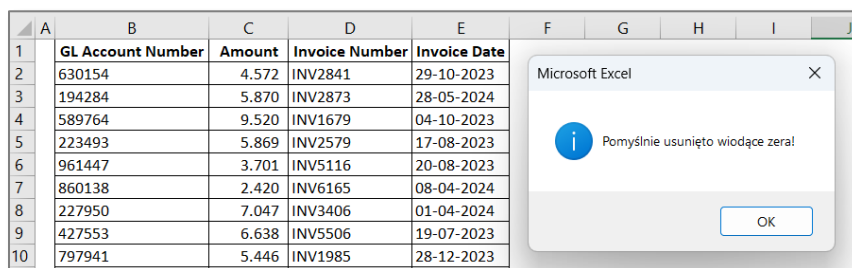 A B C D E F G H I J
1 GL Account Number Amount Invoice Number Invoice Date
2 630154 4.572 INV2841 29-10-2023
3 194284 5.870 INV2873 28-05-2024
4 589764 9.520 INV1679 04-10-2023
5 223493 5.869 INV2579 17-08-2023
6 961447 3.701 INV5116 20-08-2023
7 860138 2.420 INV6165 08-04-2024
8 227950 7.047 INV3406 01-04-2024
9 427553 6.638 INV5506 19-07-2023
10 797941 5.446 INV1985 28-12-2023
Microsoft Excel
Pomyślnie usunięto wiodące zera!
OK